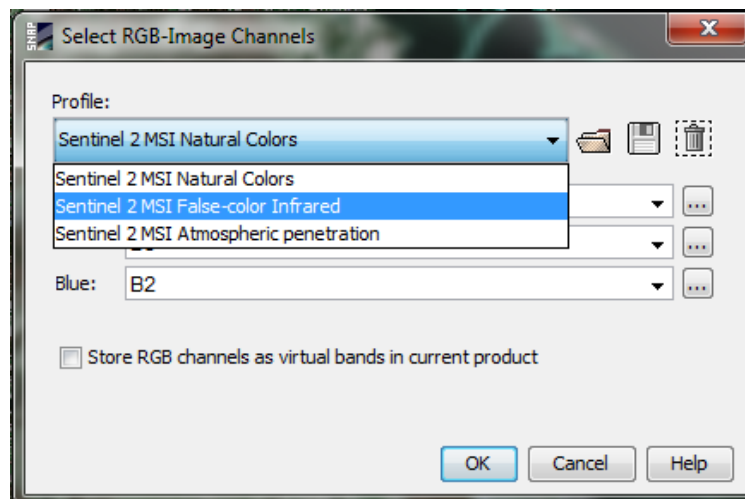 SNAP
Select RGB-Image Channels
Profile:
Sentinel 2 MSI Natural Colors
Sentinel 2 MSI Natural Colors
Sentinel 2 MSI False-color Infrared
...
Sentinel 2 MSI Atmospheric penetration
...
Blue: B2 ...
Store RGB channels as virtual bands in current product
OK Cancel Help